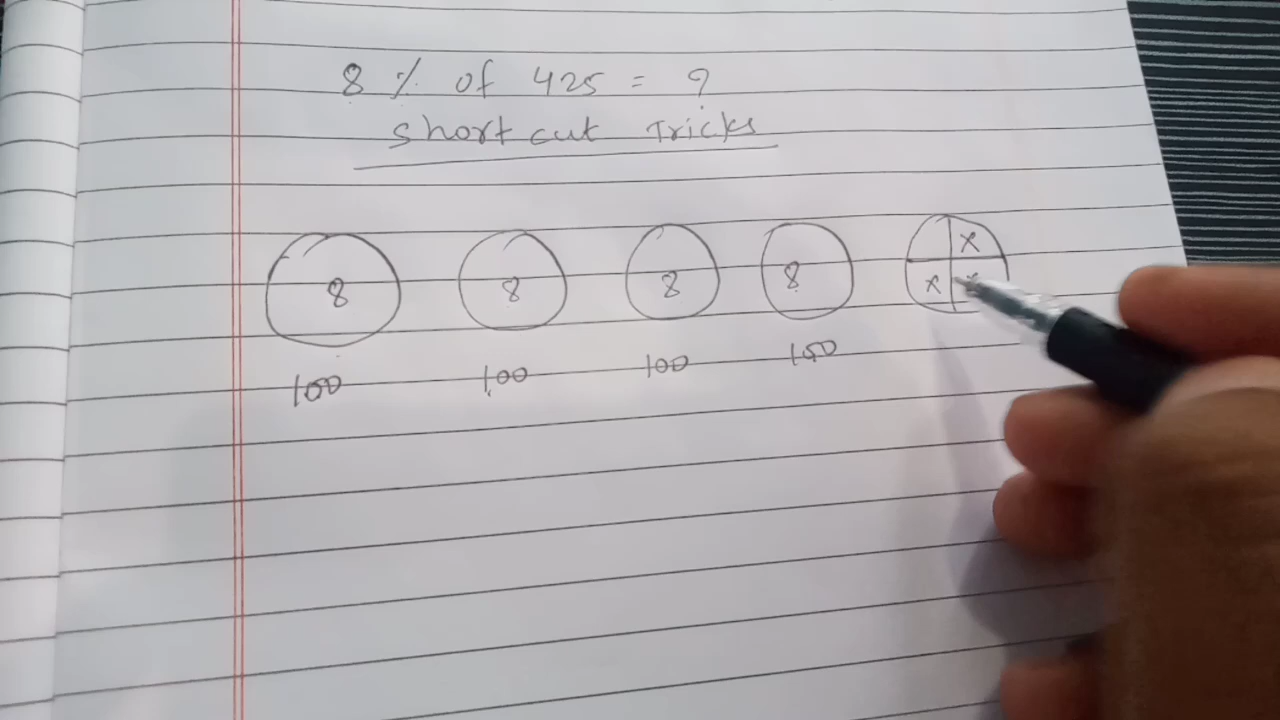 8 % of 425 = ?
Short cut Tricks
8 8 8 8 x x x
100 100 100 100